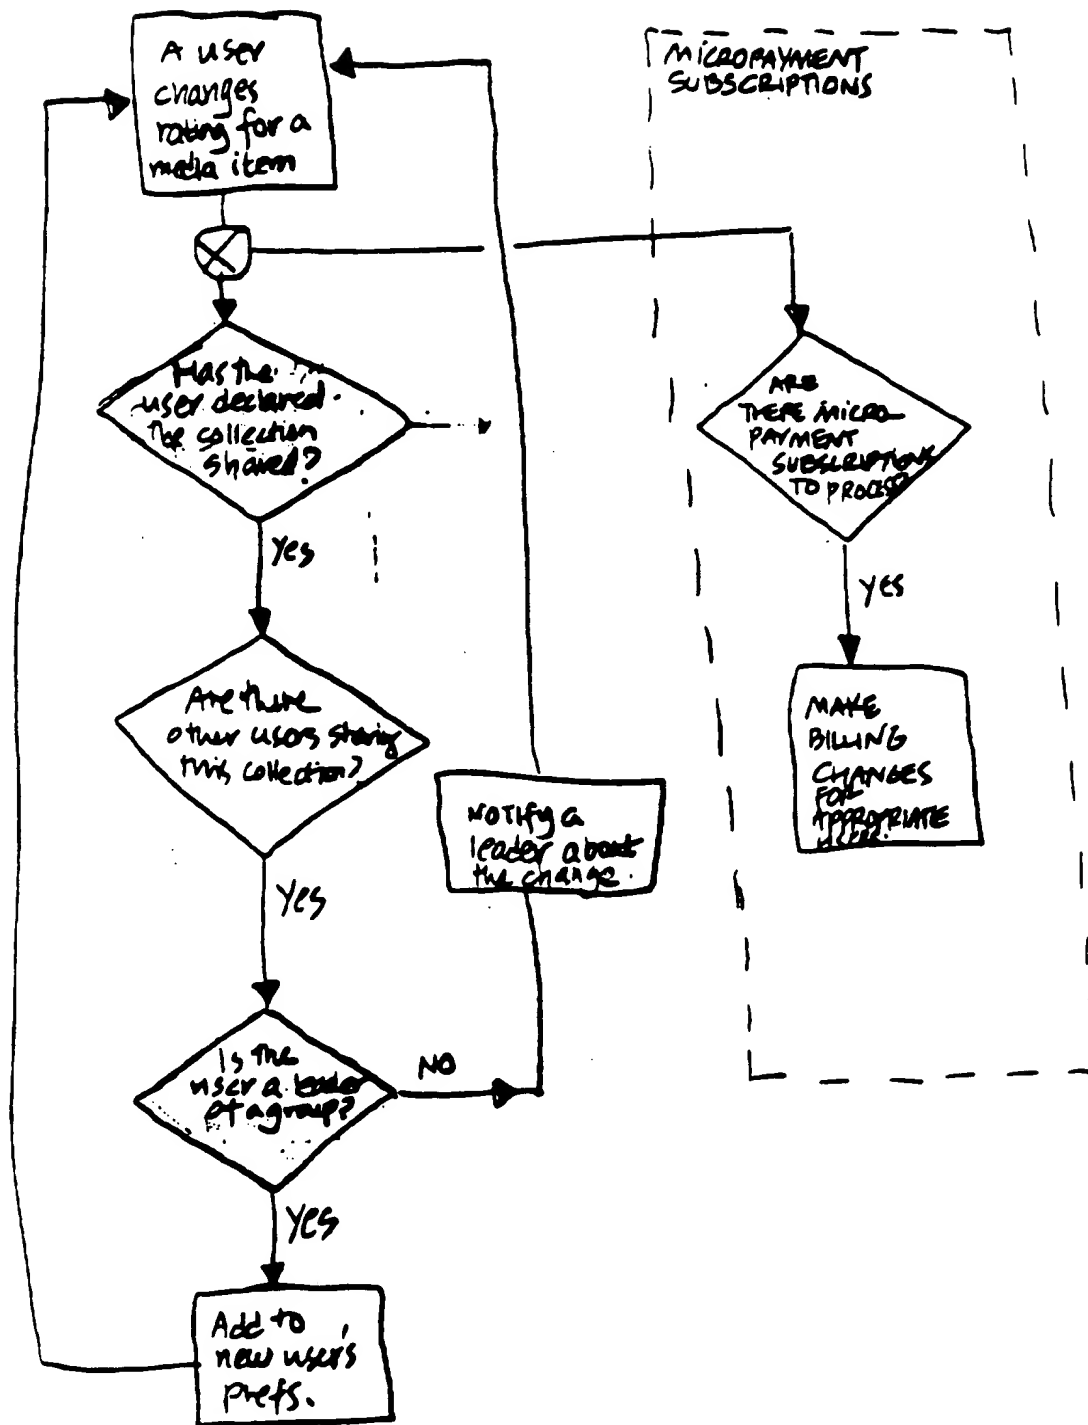 A user
changes
rating for a
media item
MICROPAYMENT
SUBSCRIPTIONS
Has the
user declared
the collection
shared?
Yes
ARE
THERE MICRO-
PAYMENT
SUBSCRIPTIONS
TO PROCESS?
YES
Are there
other users sharing
this collection?
Yes
NOTIFY a
leader about
the change.
MAKE
BILLING
CHANGES
FOR
APPROPRIATE
Is the
user a leader
of a group?
NO
Yes
Add to
new user's
prefs.